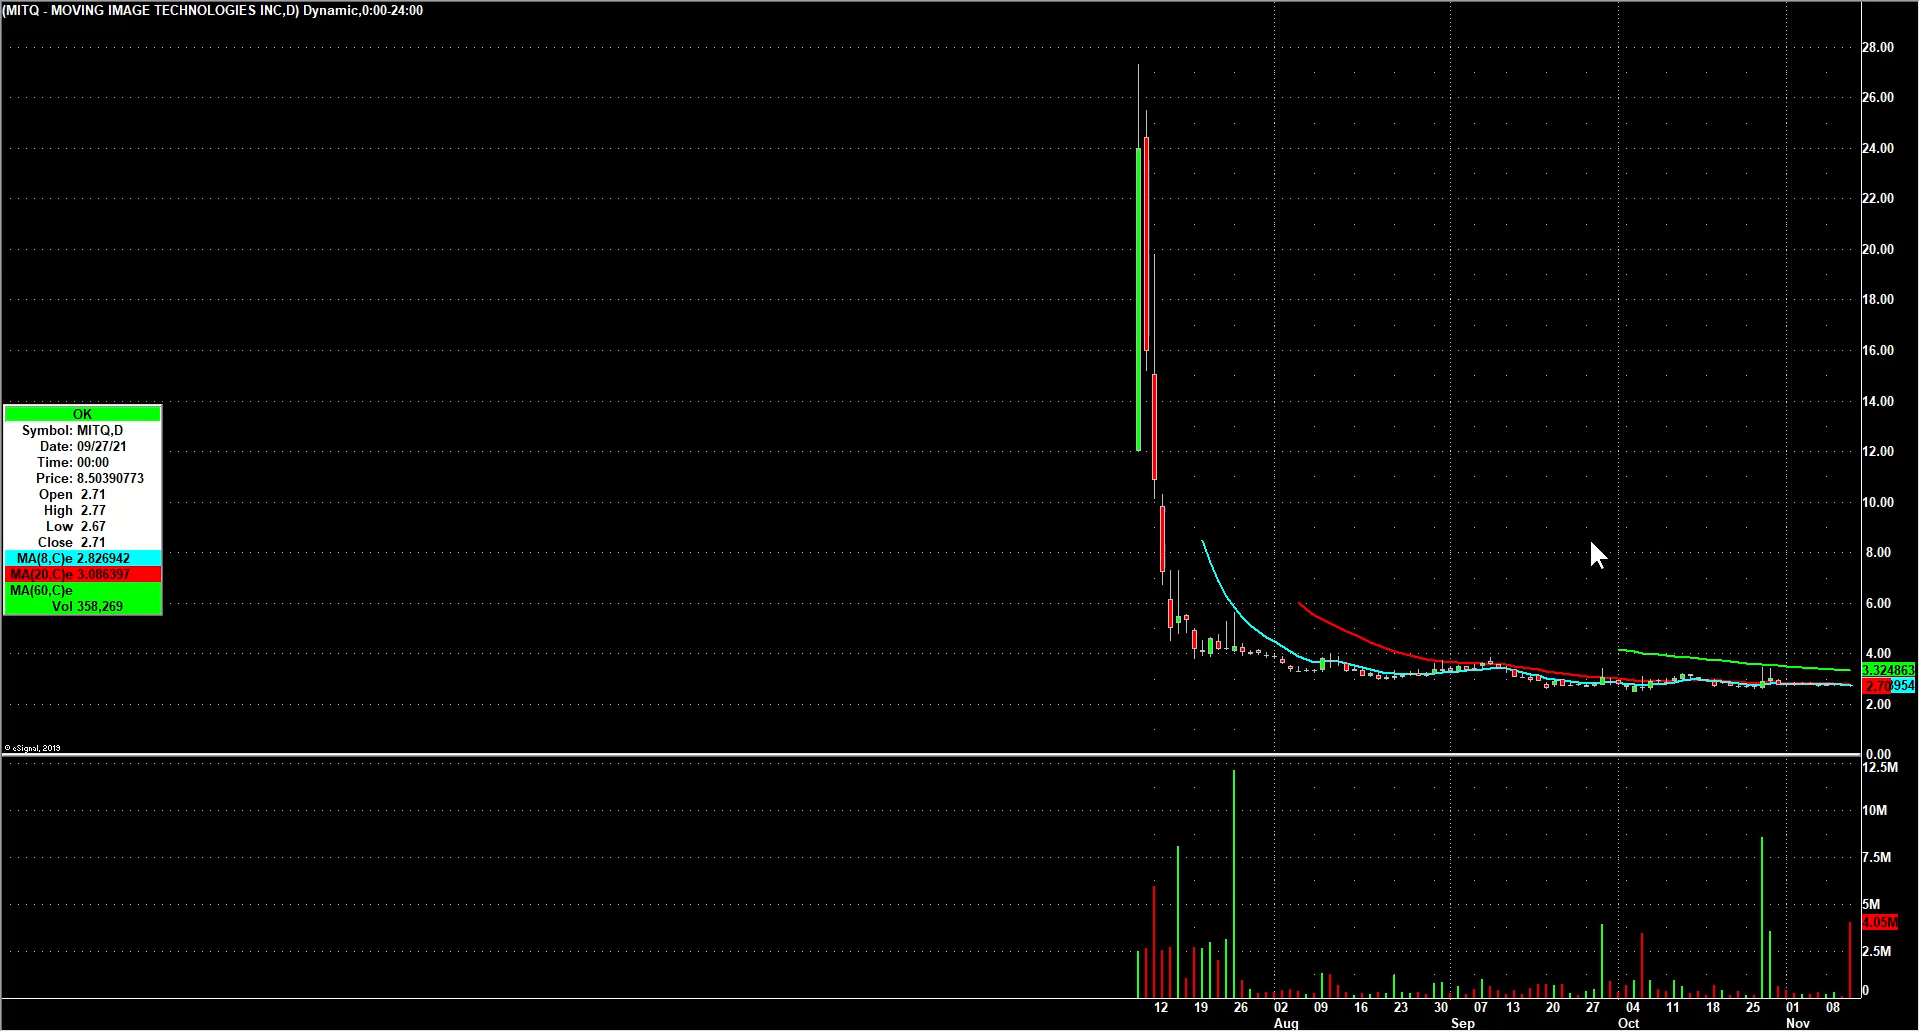 (MITQ - MOVING IMAGE TECHNOLOGIES INC,D) Dynamic,0:00-24:00
28.00
26.00
24.00
22.00
20.00
18.00
16.00
14.00
12.00
10.00
8.00
6.00
4.00
3.324863
2.70
3954
2.00
0.00
OK
Symbol: MITQ,D
Date: 09/27/21
Time: 00:00
Price: 8.50390773
Open 2.71
High 2.77
Low 2.67
Close 2.71
MA(8,C)e 2.826942
MA(20,C)e 3.086397
MA(60,C)e
Vol 358,269
© eSignal, 2019
12.5M
10M
7.5M
5M
4.05M
2.5M
0
12 19 26 02 09 16 23 30 07 13 20 27 04 11 18 25 01 08
Aug Sep Oct Nov